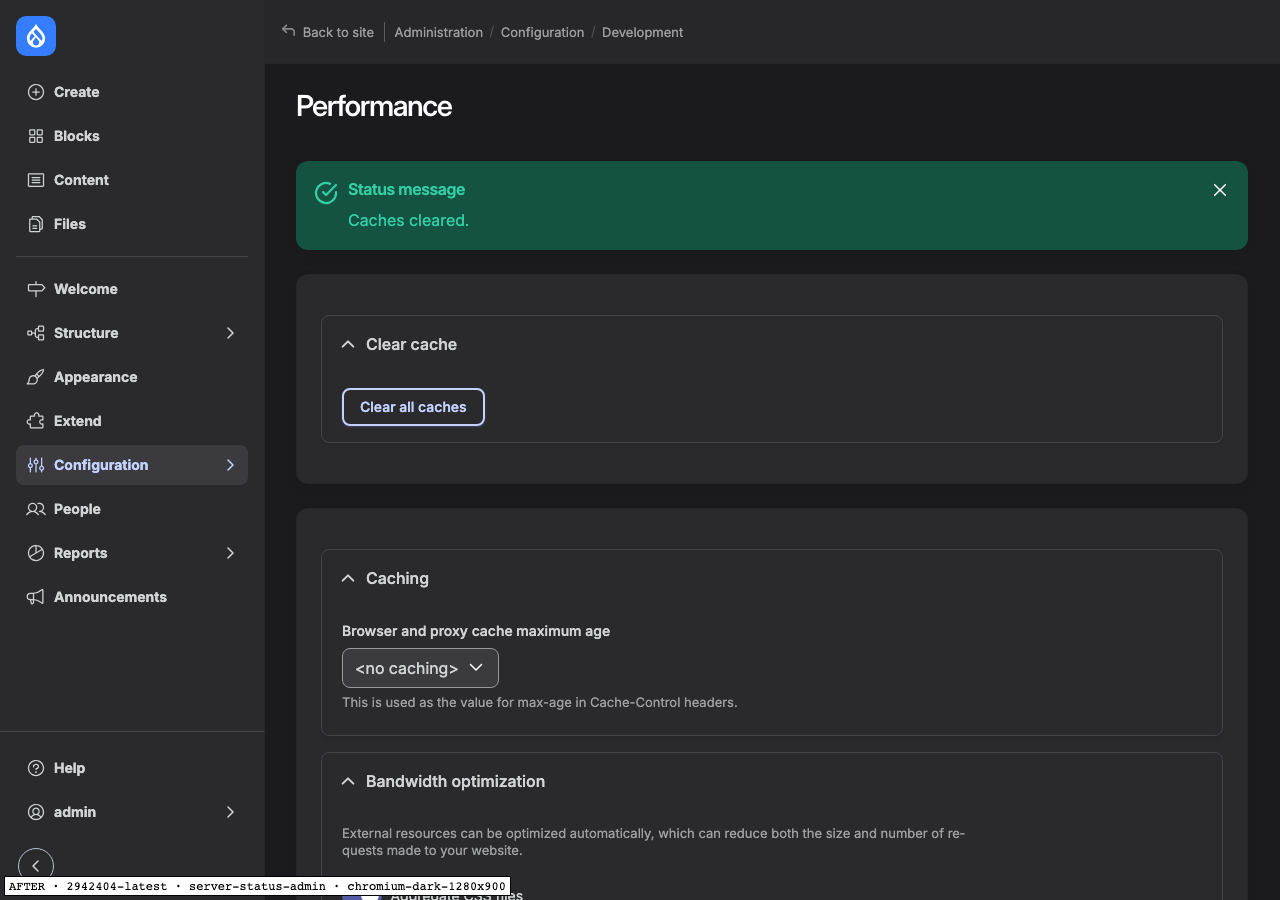 Back to site
Administration / Configuration / Development
Create
Blocks
Content
Files
Welcome
Structure
Appearance
Extend
Configuration
People
Reports
Announcements
Help
admin
Performance
Status message
Caches cleared.
Clear cache
Clear all caches
Caching
Browser and proxy cache maximum age
<no caching>
This is used as the value for max-age in Cache-Control headers.
Bandwidth optimization
External resources can be optimized automatically, which can reduce both the size and number of re-
quests made to your website.
Aggregate CSS files
AFTER · 2942404-latest · server-status-admin · chromium-dark-1280x900